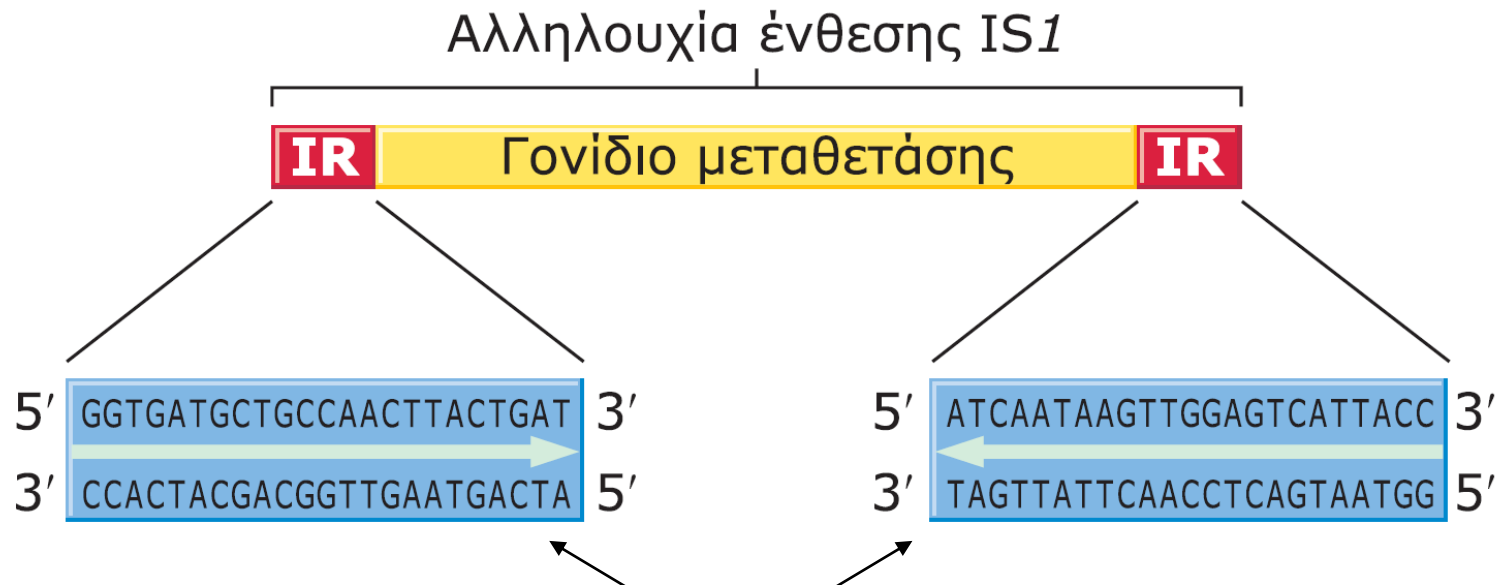 Αλληλουχία ένθεσης IS1
IR Γονίδιο μεταθετάσης IR
5′ GGTGATGCTGCCAACTTACTGAT 3′ 5′ ATCAATAAGTTGGAGTCATTACC 3′
3′ CCACTACGACGGTTGAATGACTA 5′ 3′ TAGTTATTCAACCTCAGTAATGG 5′